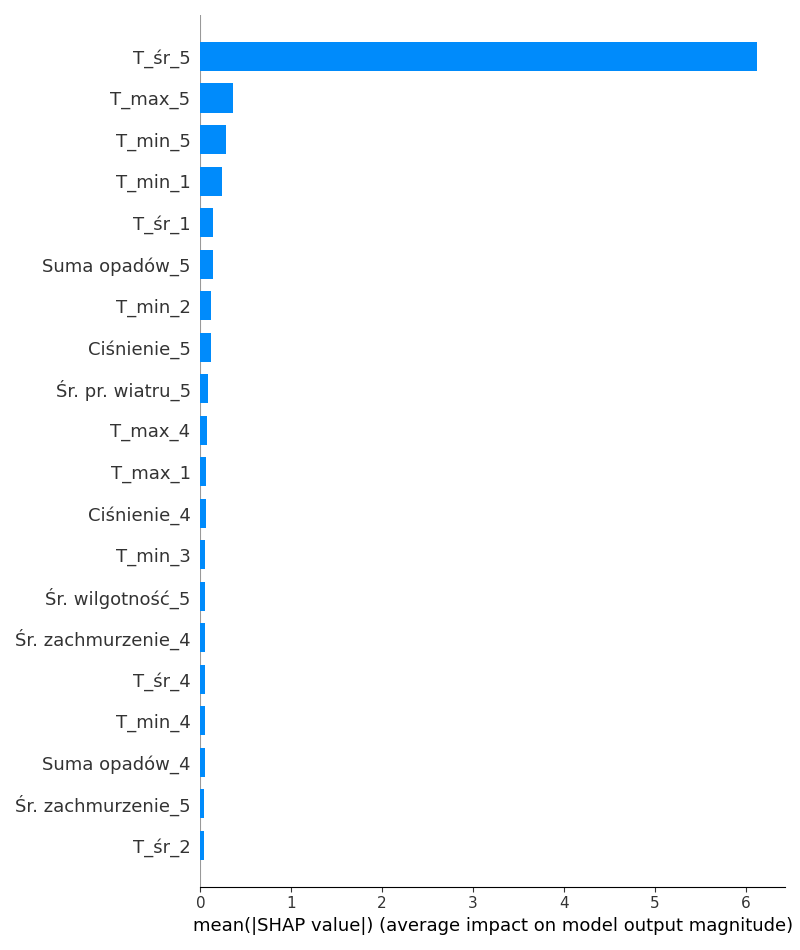 T_śr_5
T_max_5
T_min_5
T_min_1
T_śr_1
Suma opadów_5
T_min_2
Ciśnienie_5
Śr. pr. wiatru_5
T_max_4
T_max_1
Ciśnienie_4
T_min_3
Śr. wilgotność_5
Śr. zachmurzenie_4
T_śr_4
T_min_4
Suma opadów_4
Śr. zachmurzenie_5
T_śr_2
0 1 2 3 4 5 6
mean(|SHAP value|) (average impact on model output magnitude)